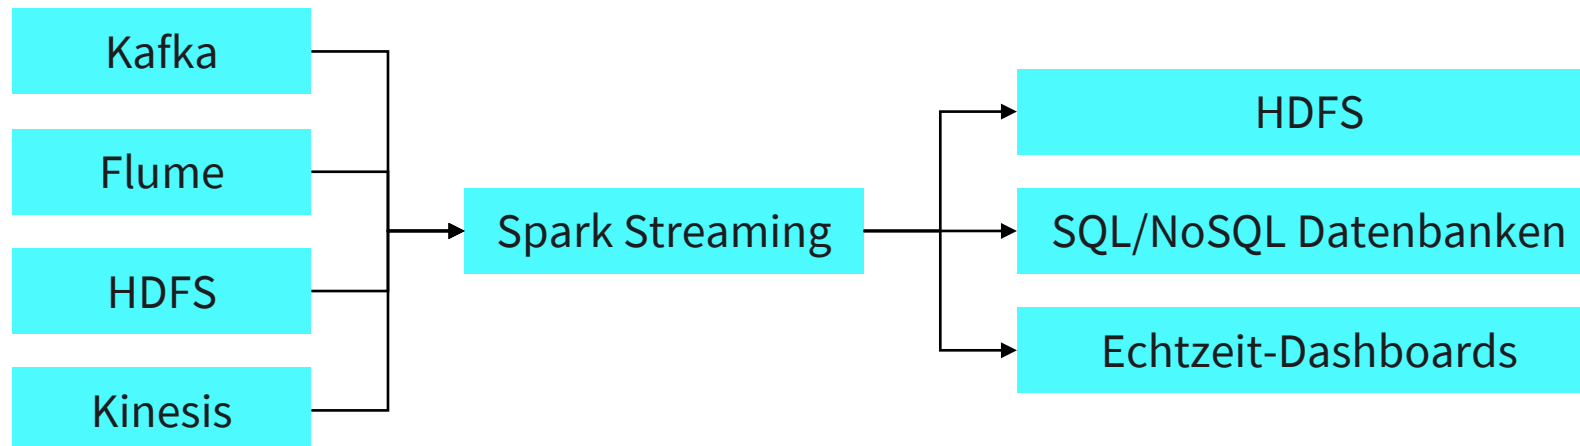 Kafka
Flume
HDFS
Kinesis
Spark Streaming
HDFS
SQL/NoSQL Datenbanken
Echtzeit-Dashboards